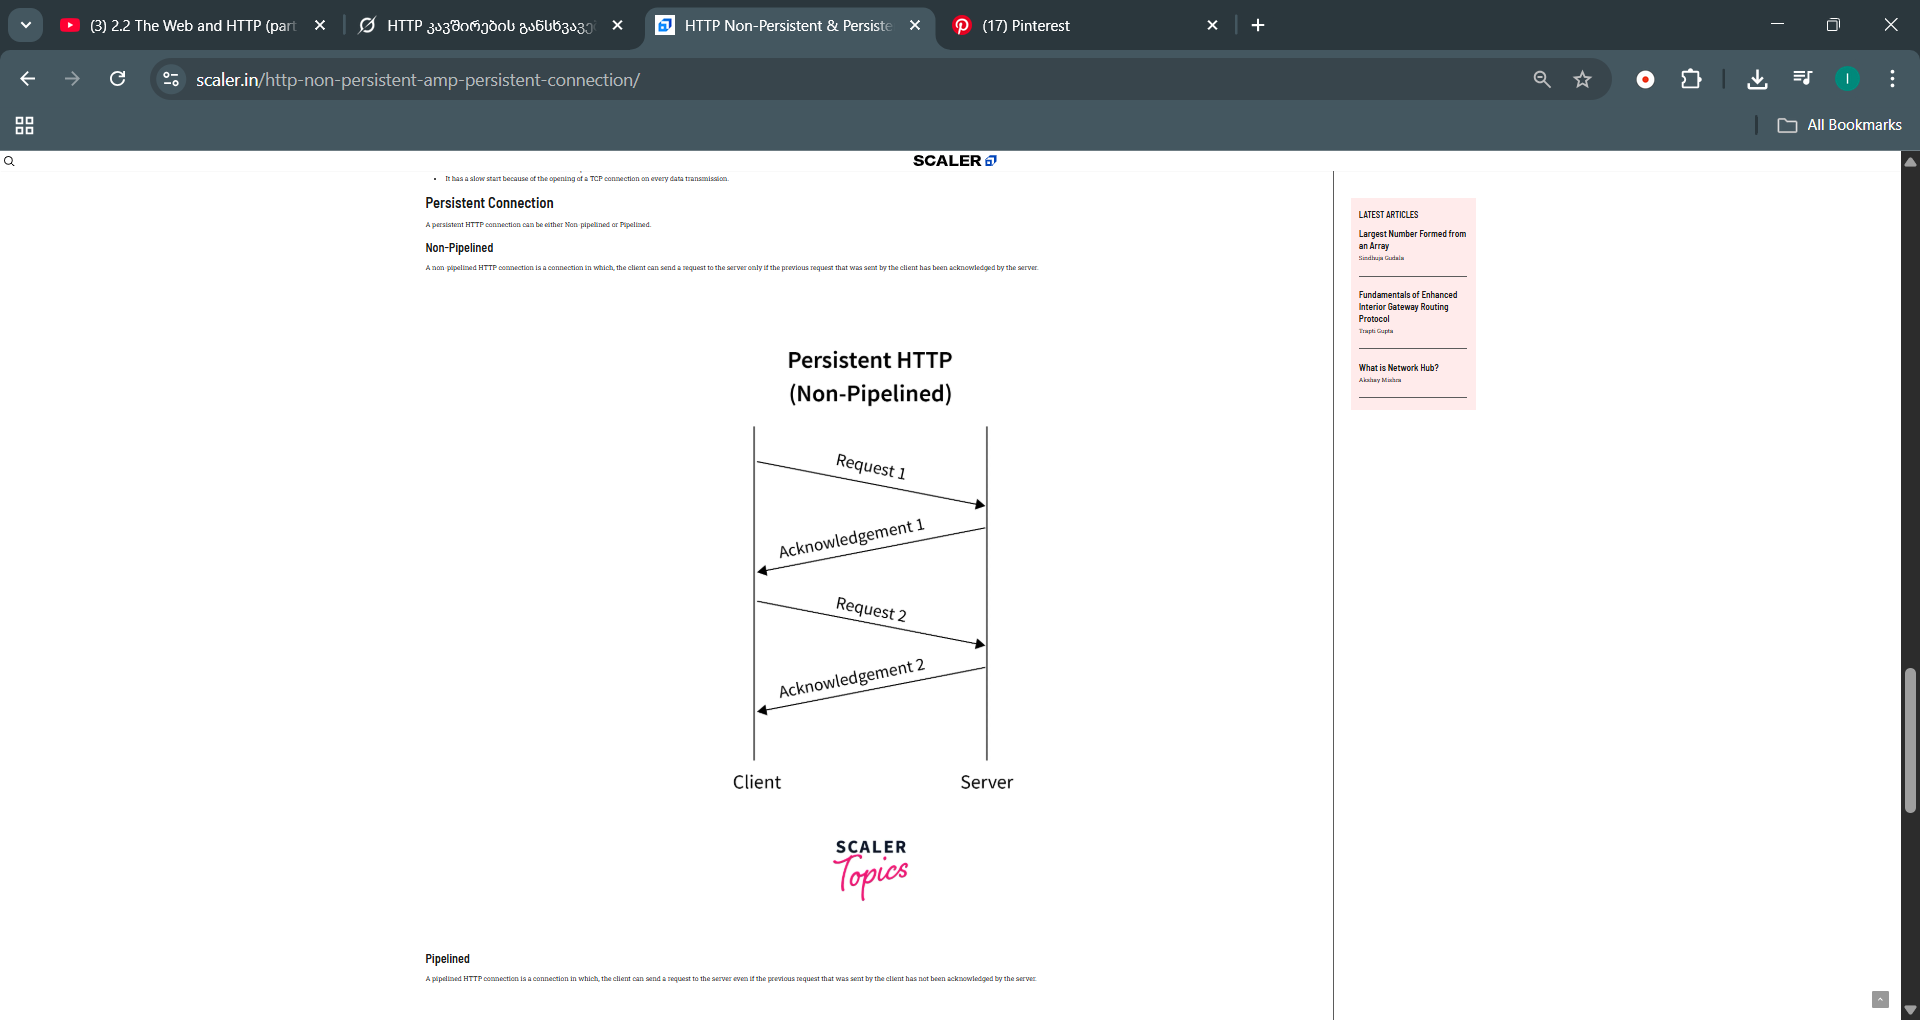 (3) 2.2 The Web and HTTP (part
HTTP კავშირების განსხვავე
HTTP Non-Persistent & Persiste
(17) Pinterest
scaler.in/http-non-persistent-amp-persistent-connection/
I
All Bookmarks
SCALER
It has a slow start because of the opening of a TCP connection on every data transmission.
Persistent Connection
A persistent HTTP connection can be either Non-pipelined or Pipelined.
Non-Pipelined
A non-pipelined HTTP connection is a connection in which, the client can send a request to the server only if the previous request that was sent by the client has been acknowledged by the server.
Persistent HTTP
(Non-Pipelined)
Request 1
Acknowledgement 1
Request 2
Acknowledgement 2
Client
Server
SCALER
Topics
Pipelined
A pipelined HTTP connection is a connection in which, the client can send a request to the server even if the previous request that was sent by the client has not been acknowledged by the server.
LATEST ARTICLES
Largest Number Formed from
an Array
Sindhuja Gudala
Fundamentals of Enhanced
Interior Gateway Routing
Protocol
Trapti Gupta
What is Network Hub?
Akshay Mishra